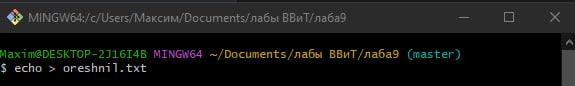 MINGW64:/c/Users/Максим/Documents/лабы ВВиТ/лаба9
Maxim@DESKTOP-2J16I4B MINGW64 ~/Documents/лабы ВВиТ/лаба9 (master)
$ echo > oreshnil.txt